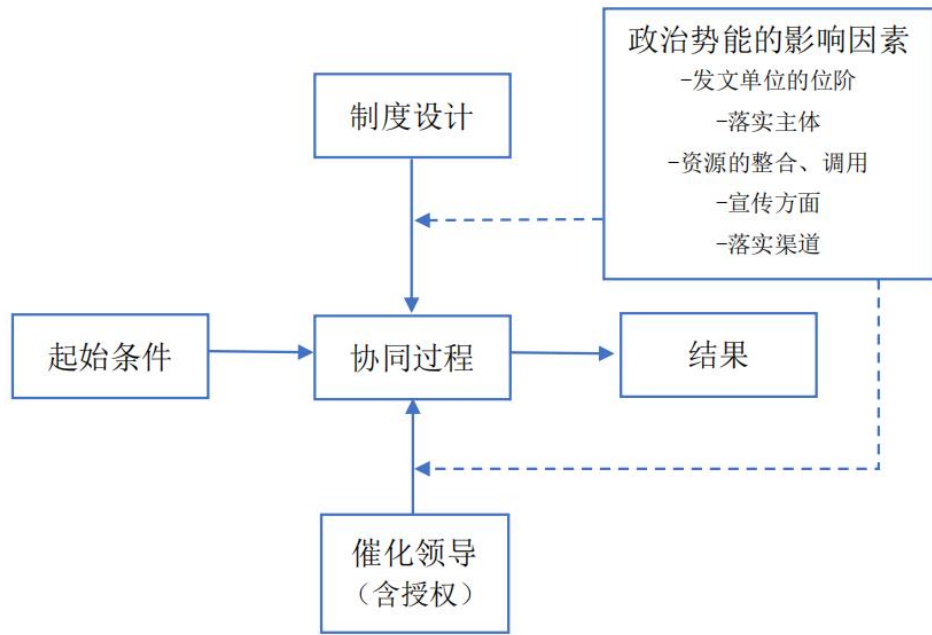 政治势能的影响因素
-发文单位的位阶
-落实主体
-资源的整合、调用
-宣传方面
-落实渠道
制度设计
起始条件
协同过程
结果
催化领导
（含授权）